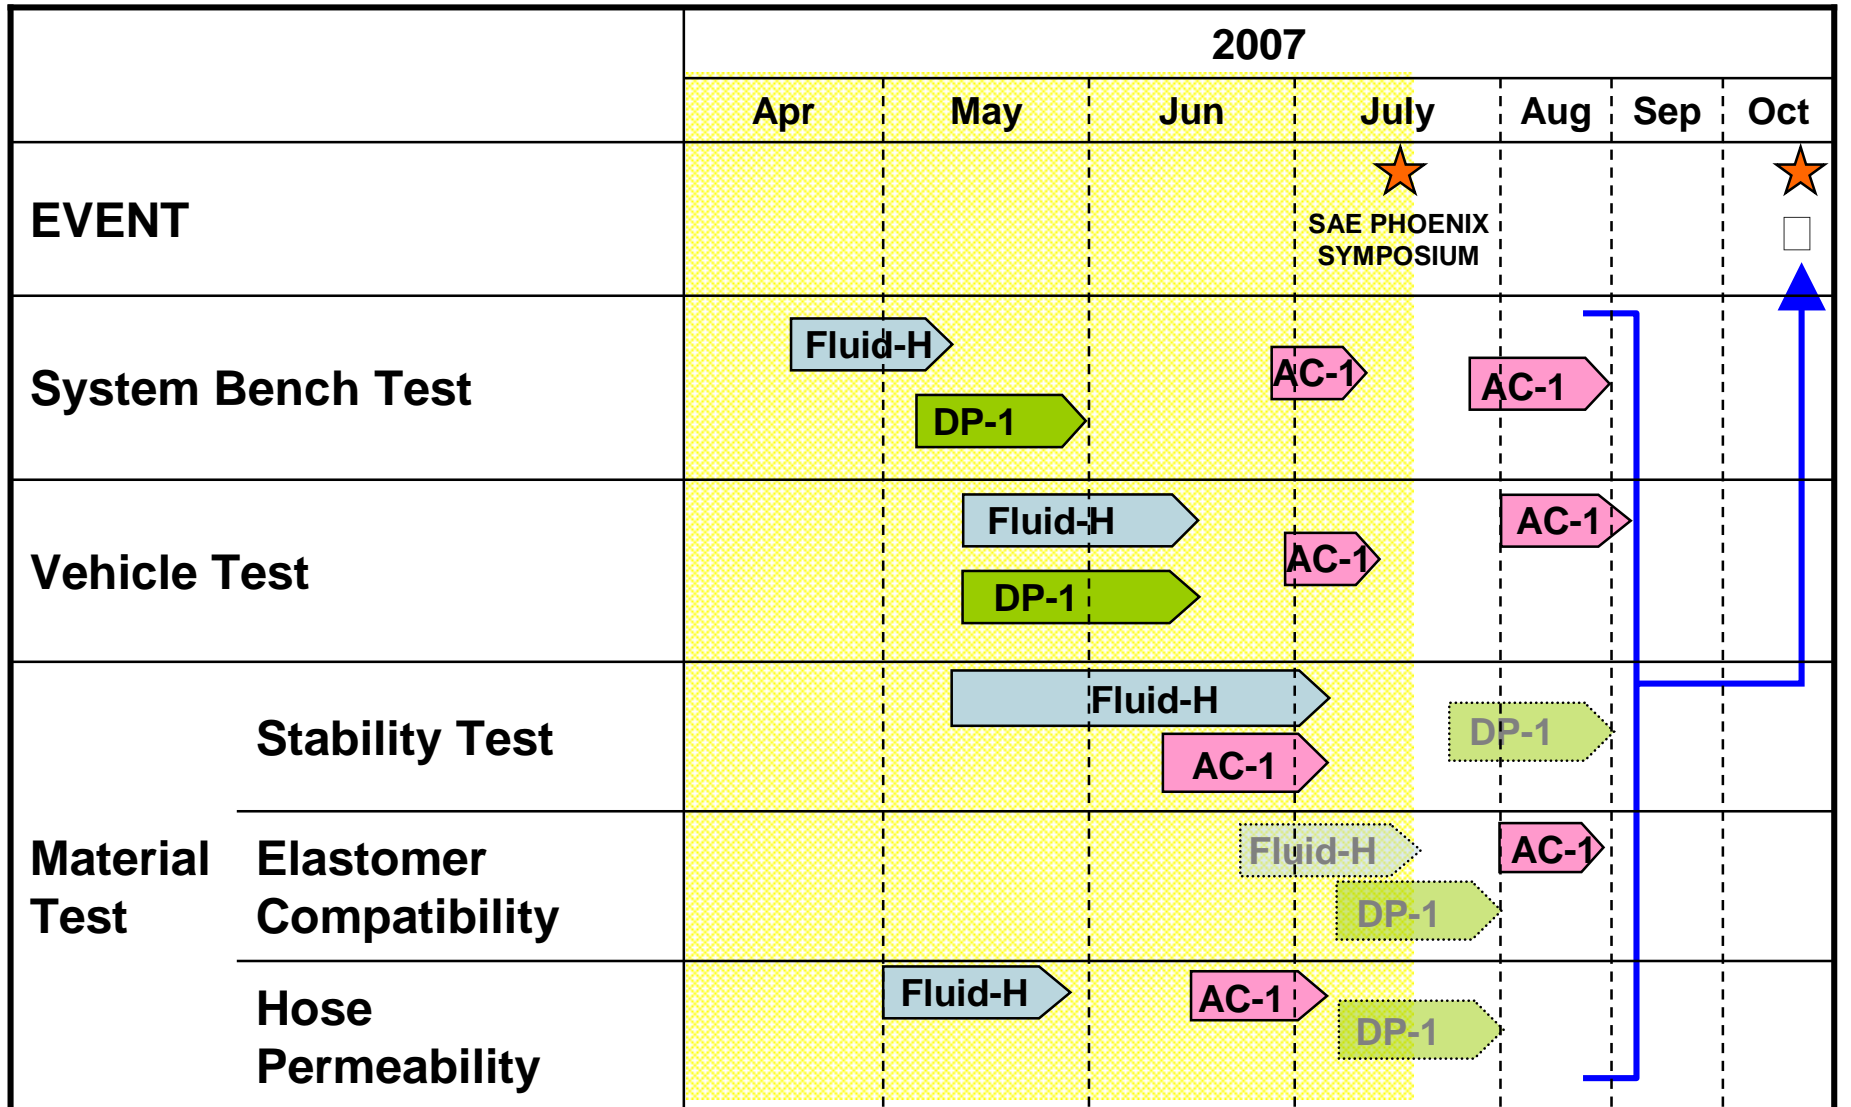 2007
Apr May Jun July Aug Sep Oct
EVENT
SAE PHOENIX
SYMPOSIUM
System Bench Test
Fluid-H
DP-1
AC-1
AC-1
Vehicle Test
Fluid-H
DP-1
AC-1
AC-1
Material
Test
Stability Test
Fluid-H
AC-1
DP-1
Elastomer
Compatibility
Fluid-H
DP-1
AC-1
Hose
Permeability
Fluid-H
AC-1
DP-1